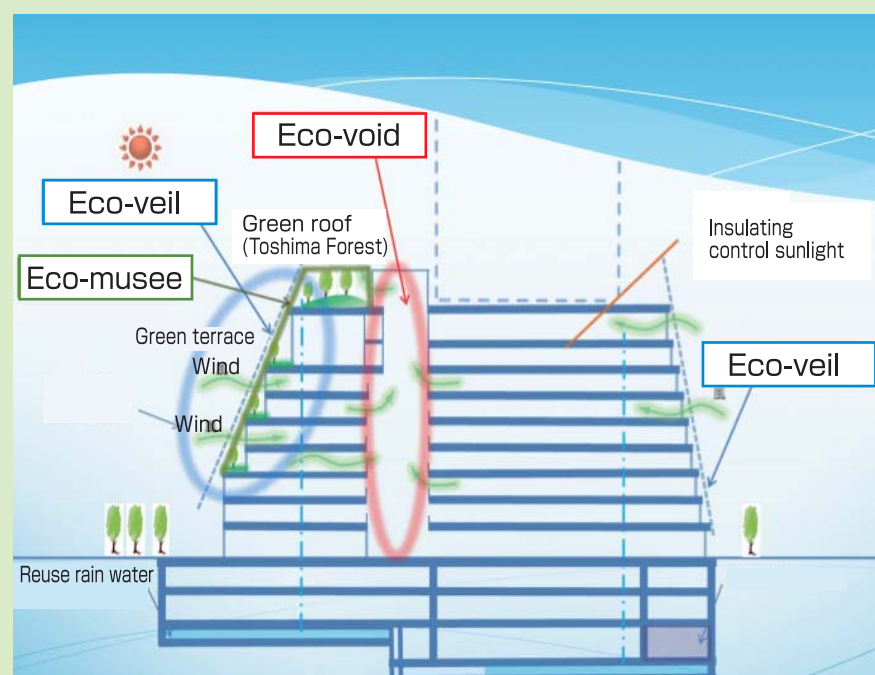 Eco-void
Eco-veil
Green roof
(Toshima Forest)
Insulating
control sunlight
Eco-musee
Green terrace
Wind
Eco-veil
Wind
Reuse rain water